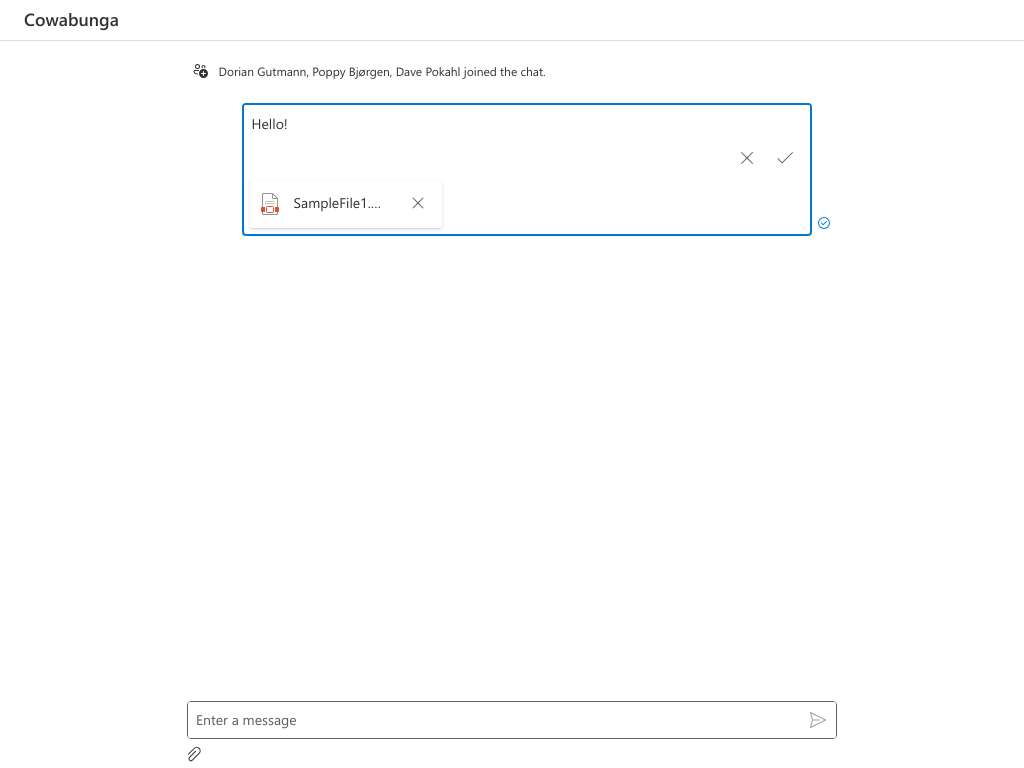 Cowabunga
Dorian Gutmann, Poppy Bjørgen, Dave Pokahl joined the chat.
Hello!
SampleFile1....
Enter a message